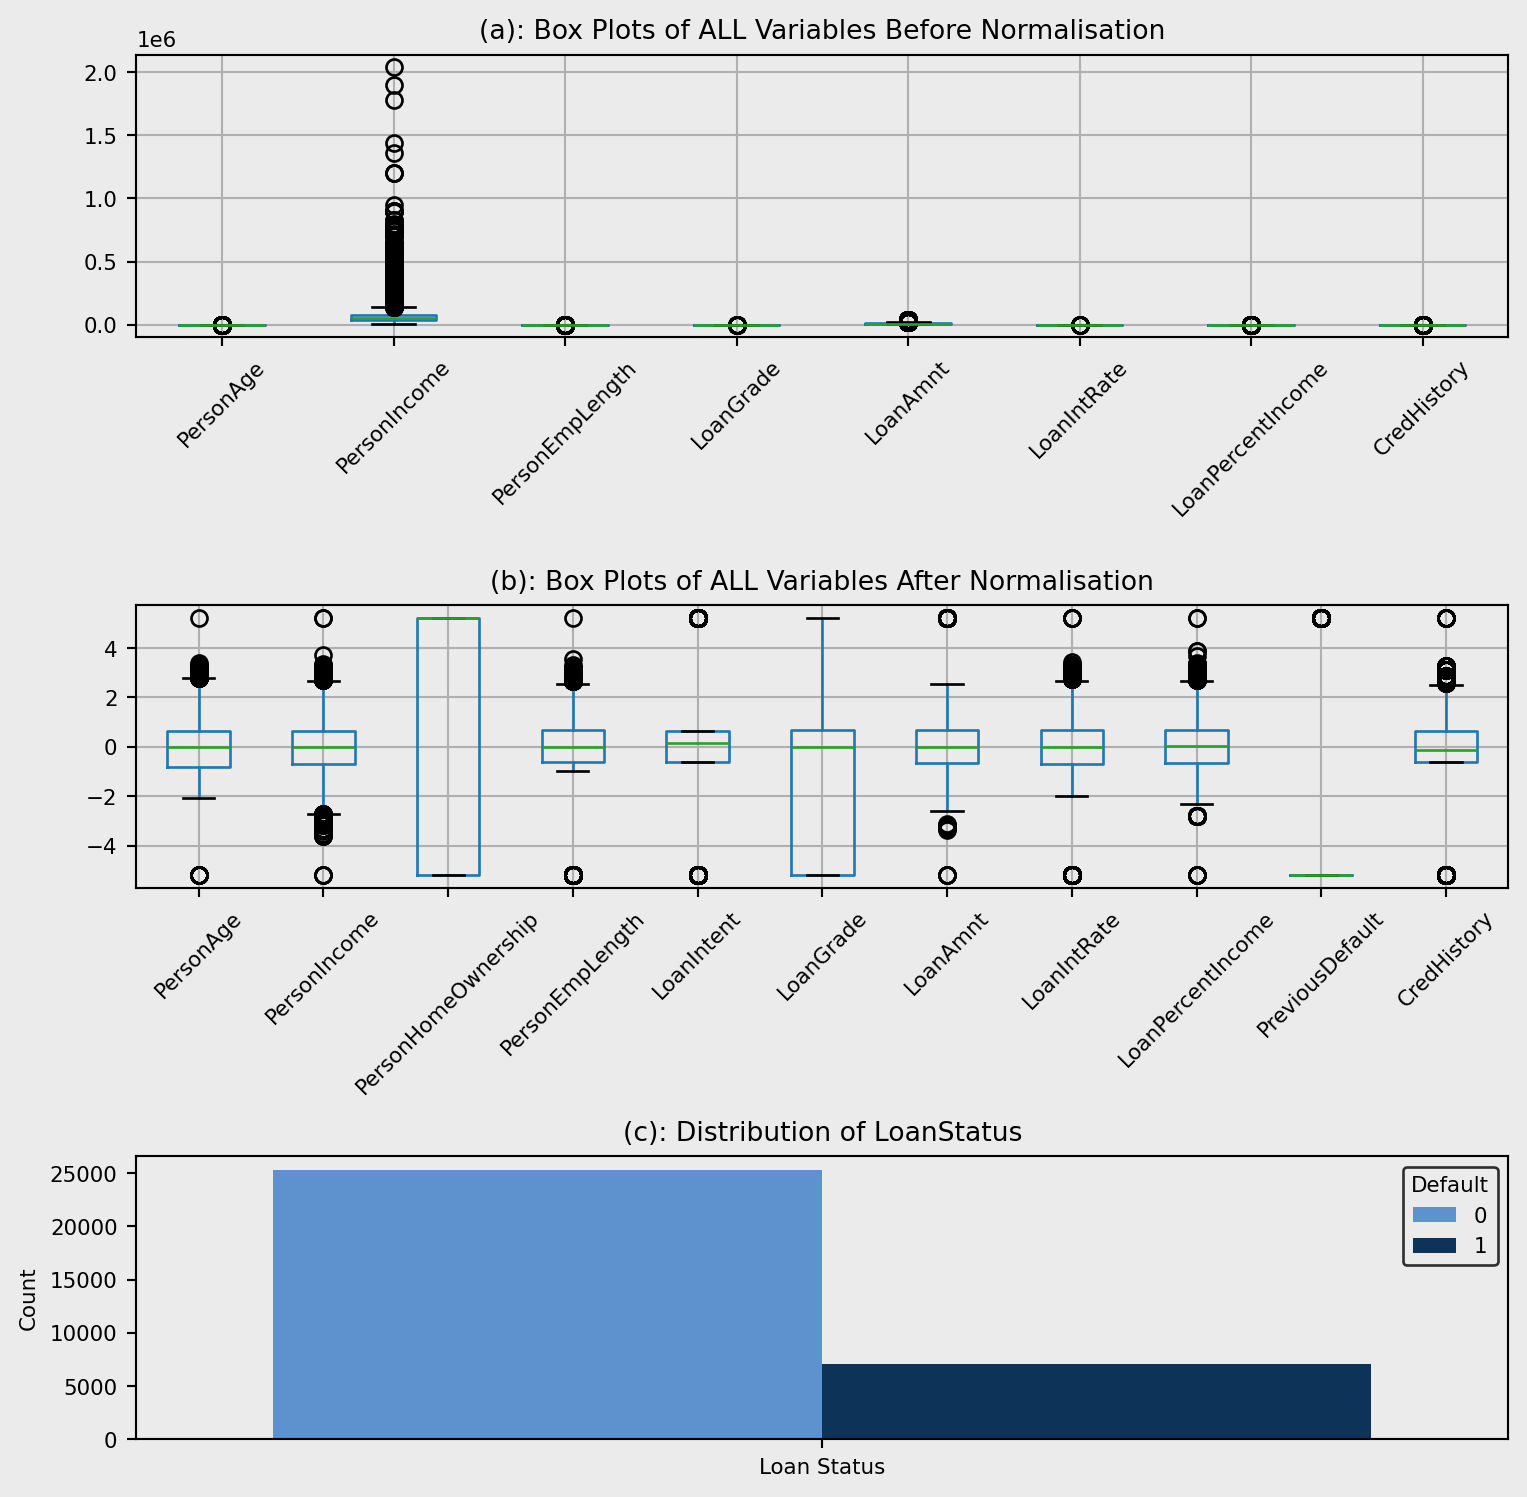 (a): Box Plots of ALL Variables Before Normalisation
1e6
2.0
1.5
1.0
0.5
0.0
PersonAge
PersonIncome
PersonEmpLength
LoanGrade
LoanAmnt
LoanIntRate
LoanPercentIncome
CredHistory
(b): Box Plots of ALL Variables After Normalisation
4
2
0
−2
−4
PersonAge
PersonIncome
PersonHomeOwnership
PersonEmpLength
LoanIntent
LoanGrade
LoanAmnt
LoanIntRate
LoanPercentIncome
PreviousDefault
CredHistory
(c): Distribution of LoanStatus
25000
20000
15000
10000
5000
0
Count
Default
0
1
Loan Status